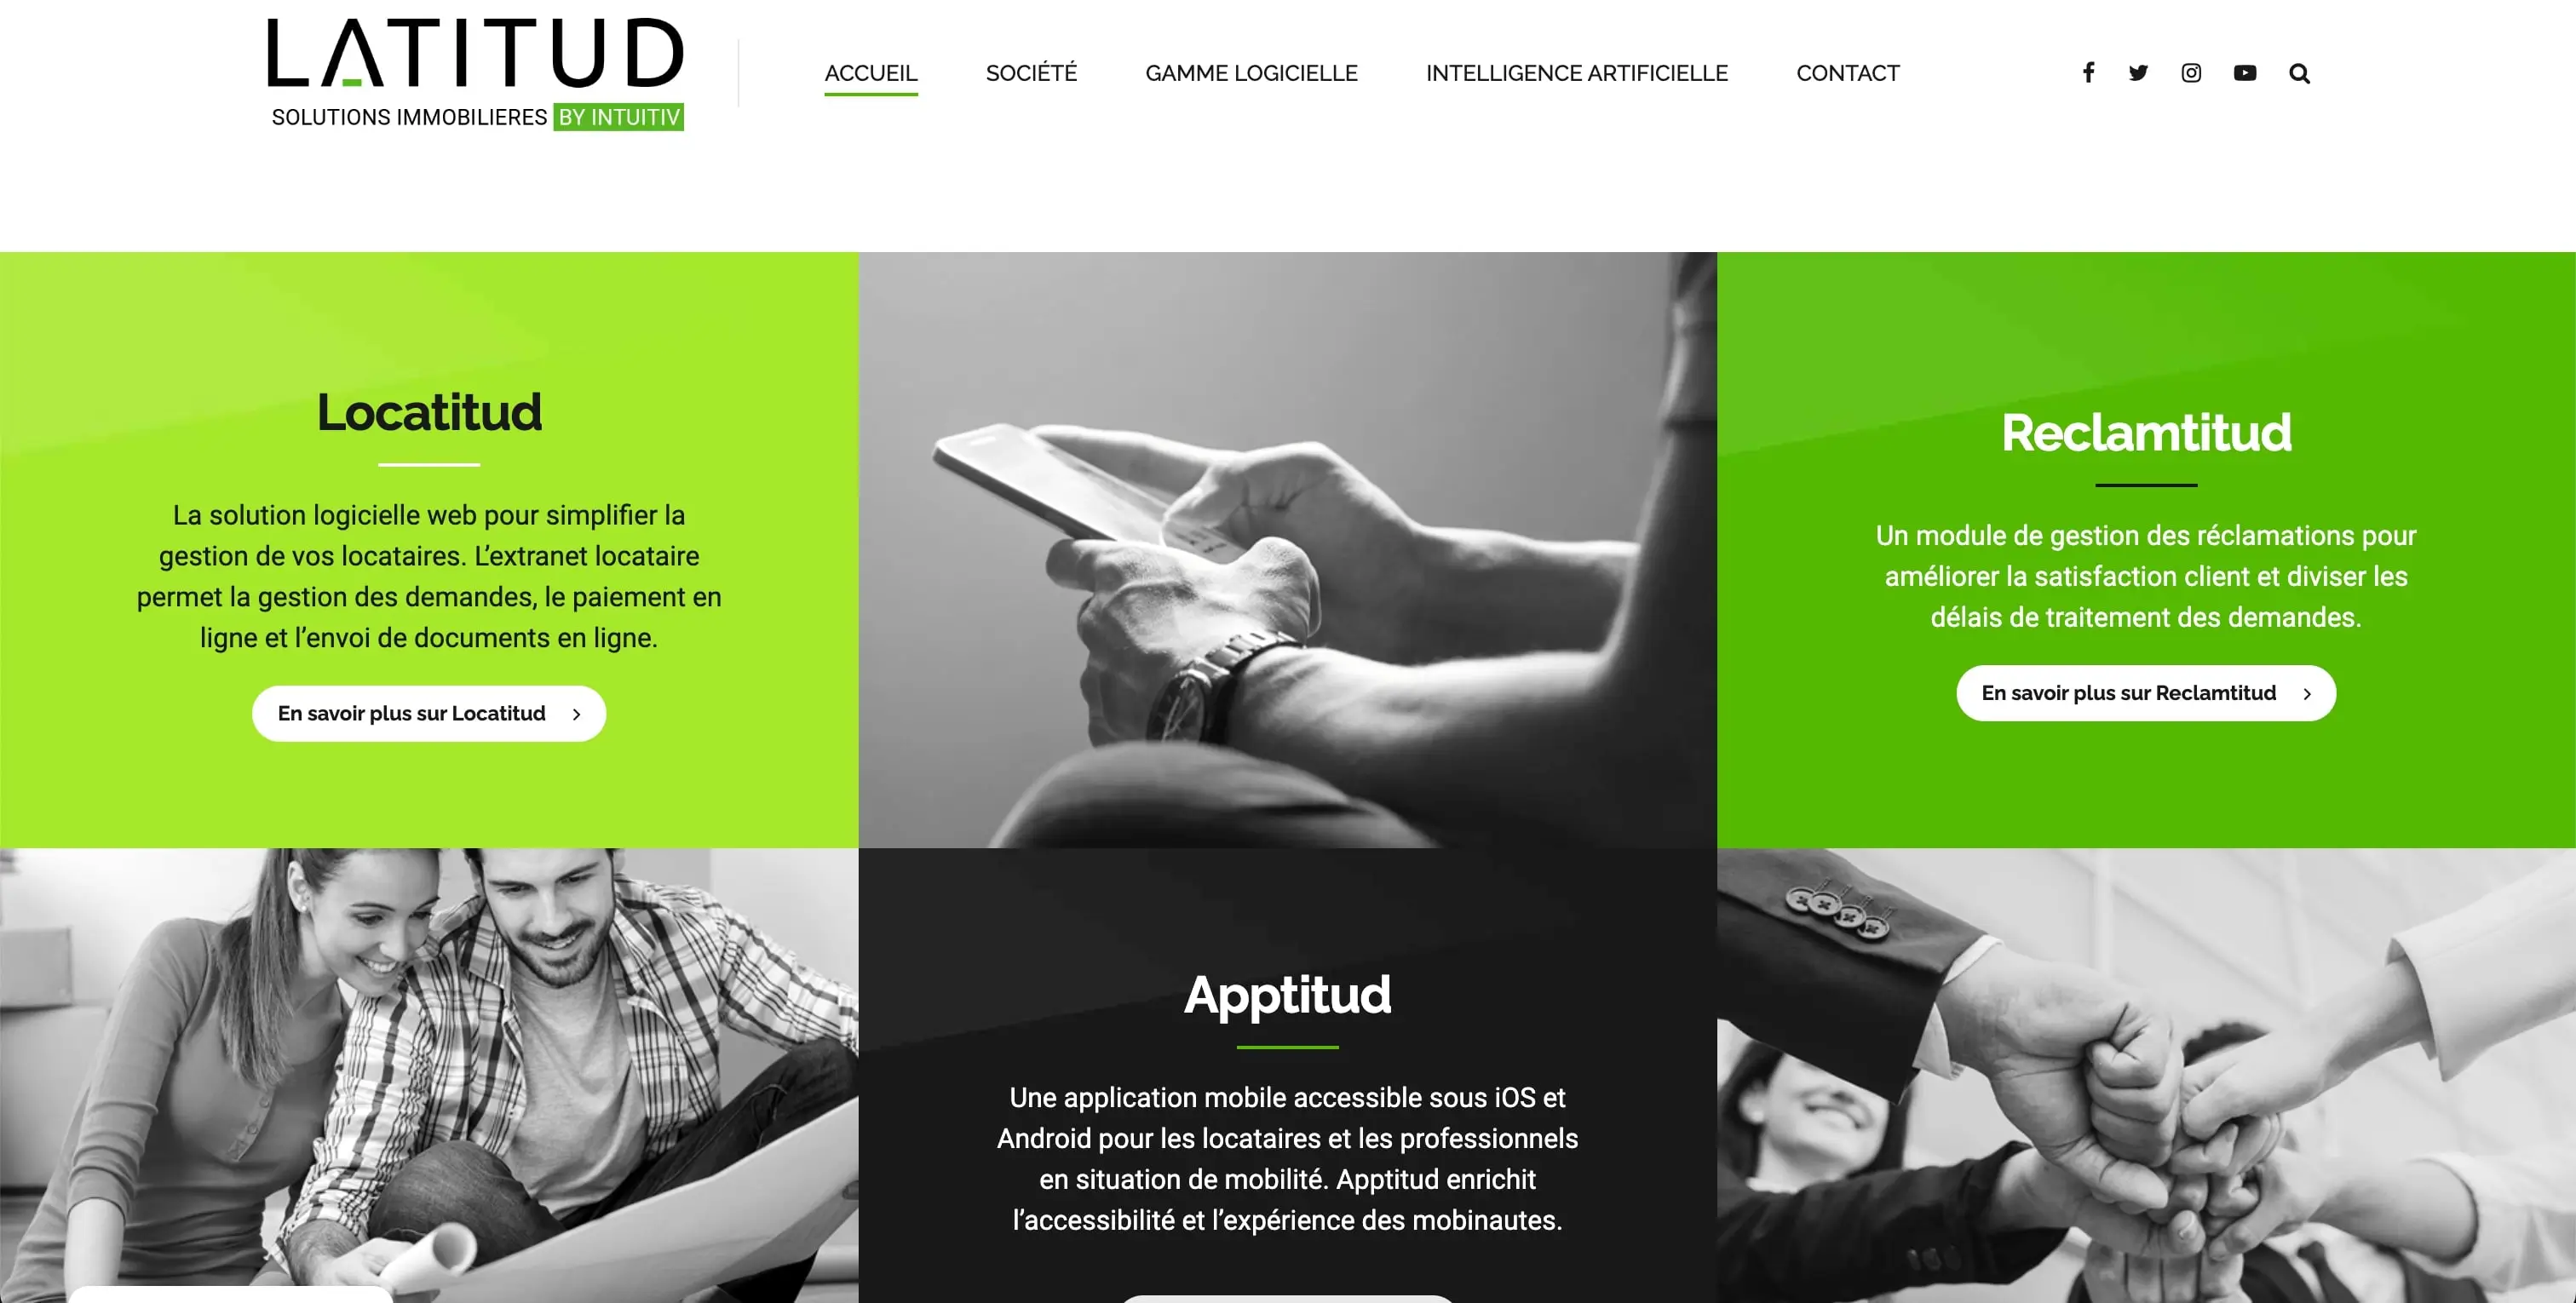 LATITUD
SOLUTIONS IMMOBILIERES BY INTUITIV
ACCUEIL
SOCIÉTÉ
GAMME LOGICIELLE
INTELLIGENCE ARTIFICIELLE
CONTACT
Locatitud
La solution logicielle web pour simplifier la
gestion de vos locataires. L’extranet locataire
permet la gestion des demandes, le paiement en
ligne et l’envoi de documents en ligne.
En savoir plus sur Locatitud
Reclamtitud
Un module de gestion des réclamations pour
améliorer la satisfaction client et diviser les
délais de traitement des demandes.
En savoir plus sur Reclamtitud
Apptitud
Une application mobile accessible sous iOS et
Android pour les locataires et les professionnels
en situation de mobilité. Apptitud enrichit
l’accessibilité et l’expérience des mobinautes.